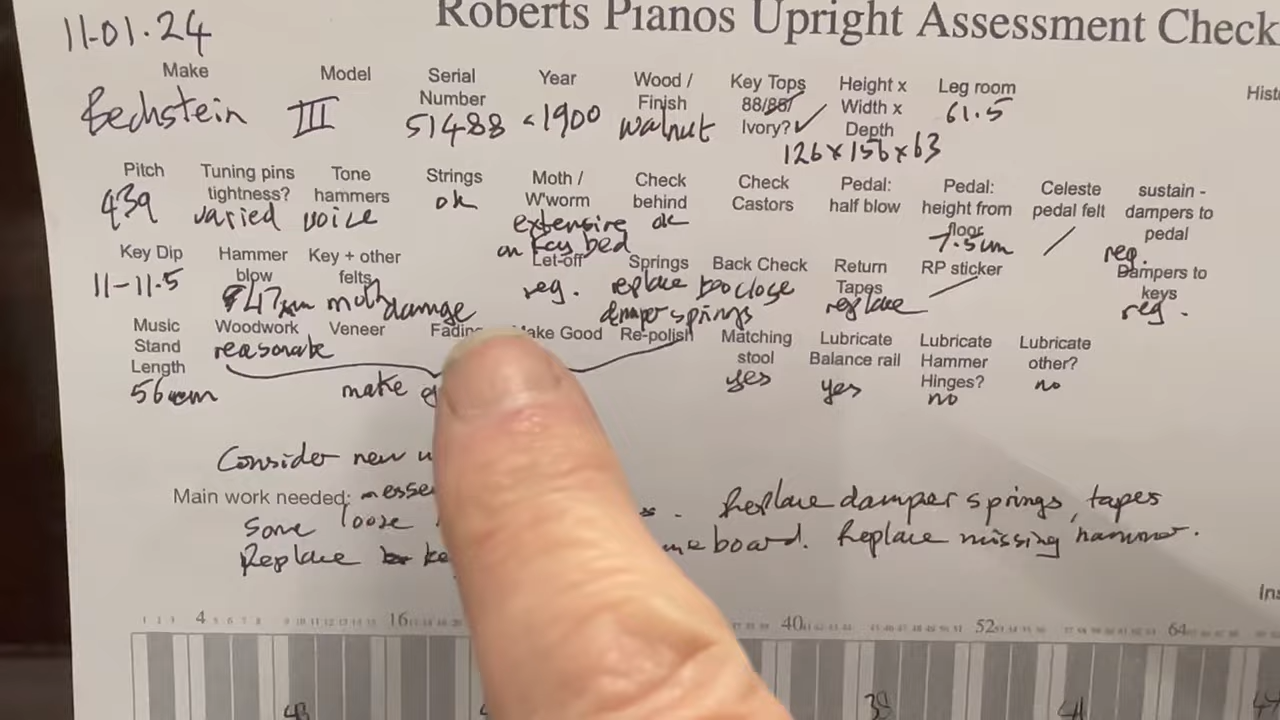 Roberts Pianos Upright Assessment Check
11.01.24
Make Model Serial Number Year Wood / Finish Key Tops 88/85/ Ivory?✓ Height x Width x Depth Leg room Hist
Bechstein III 51488 <1900 walnut 126x156x63 61.5
Pitch Tuning pins tightness? Tone hammers Strings Moth / W'worm Check behind Check Castors Pedal: half blow Pedal: height from floor Celeste pedal felt sustain - dampers to pedal
439 varied voice ok extensive on key bed ok 7.5cm / reg.
Key Dip Hammer blow Key + other felts Let-off Springs Back Check Return Tapes RP sticker Dampers to keys
11-11.5 47mm moth damage reg. replace damper springs too close replace / reg.
Music Stand Length Woodwork Veneer Fading Make Good Re-polish Matching stool Lubricate Balance rail Lubricate Hammer Hinges? Lubricate other?
56cm reasonable make yes yes no no
Consider new
Main work needed: Replace damper springs, tapes
Some loose
Replace board. Replace missing hammer.
Ins
4 16 40 52 64
38 41